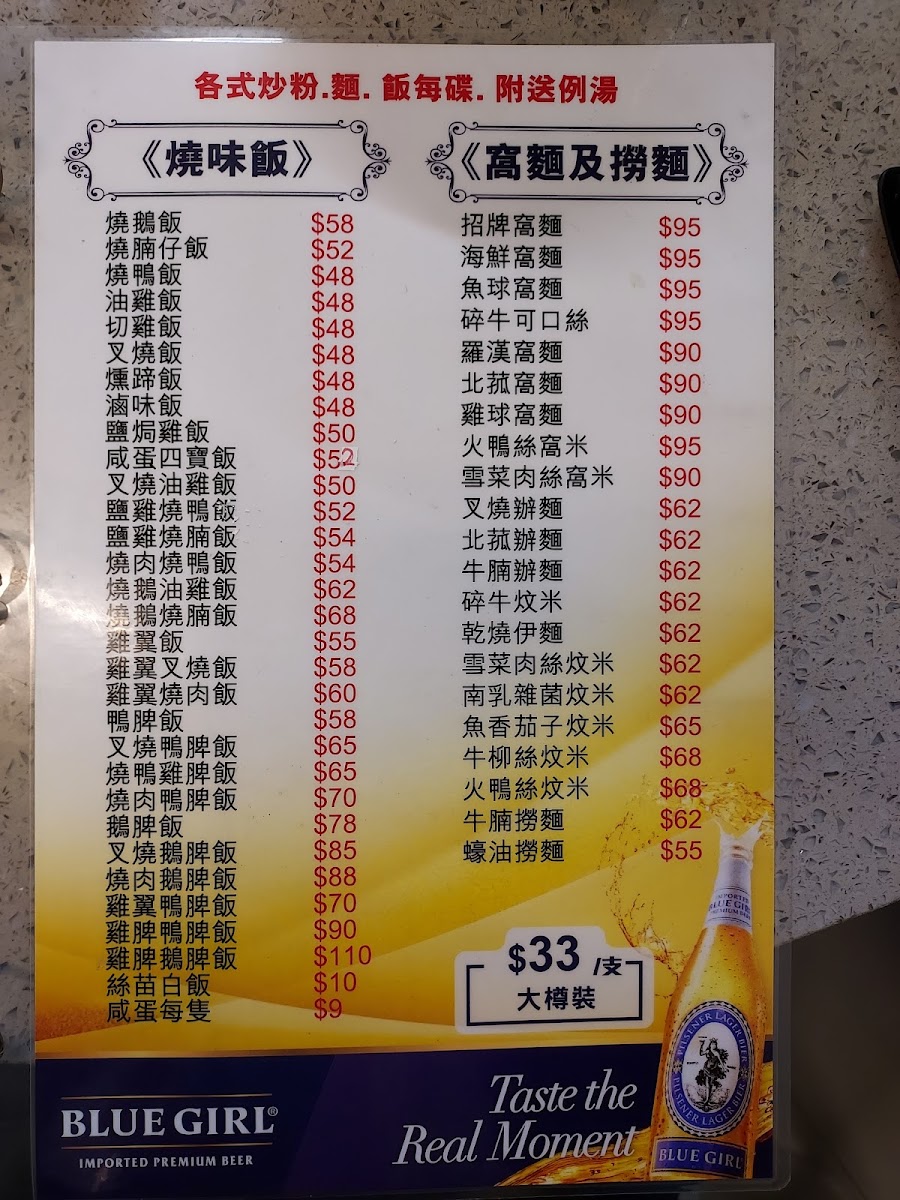 各式炒粉.麵. 飯每碟. 附送例湯
《燒味飯》
燒鵝飯 $58
燒腩仔飯 $52
燒鴨飯 $48
油雞飯 $48
切雞飯 $48
叉燒飯 $48
燻蹄飯 $48
滷味飯 $48
鹽焗雞飯 $50
咸蛋四寶飯 $52
叉燒油雞飯 $50
鹽雞燒鴨飯 $52
鹽雞燒腩飯 $54
燒肉燒鴨飯 $54
燒鵝油雞飯 $62
燒鵝燒腩飯 $68
雞翼飯 $55
雞翼叉燒飯 $58
雞翼燒肉飯 $60
鴨脾飯 $58
叉燒鴨脾飯 $65
燒鴨雞脾飯 $65
燒肉鴨脾飯 $70
鵝脾飯 $78
叉燒鵝脾飯 $85
燒肉鵝脾飯 $88
雞翼鴨脾飯 $70
雞脾鴨脾飯 $90
雞脾鵝脾飯 $110
絲苗白飯 $10
咸蛋每隻 $9
《窩麵及撈麵》
招牌窩麵 $95
海鮮窩麵 $95
魚球窩麵 $95
碎牛可口絲 $95
羅漢窩麵 $90
北菰窩麵 $90
雞球窩麵 $90
火鴨絲窩米 $95
雪菜肉絲窩米 $90
叉燒辦麵 $62
北菰辦麵 $62
牛腩辦麵 $62
碎牛炆米 $62
乾燒伊麵 $62
雪菜肉絲炆米 $62
南乳雜菌炆米 $62
魚香茄子炆米 $65
牛柳絲炆米 $68
火鴨絲炆米 $68
牛腩撈麵 $62
蠔油撈麵 $55
$33 /支
大樽裝
BLUE GIRL®
IMPORTED PREMIUM BEER
Taste the
Real Moment
IMPORTED
BLUE GIRL
PREMIUM BEER
PILSENER LAGER BIER
PILSENER LAGER BIER
BLUE GIRL